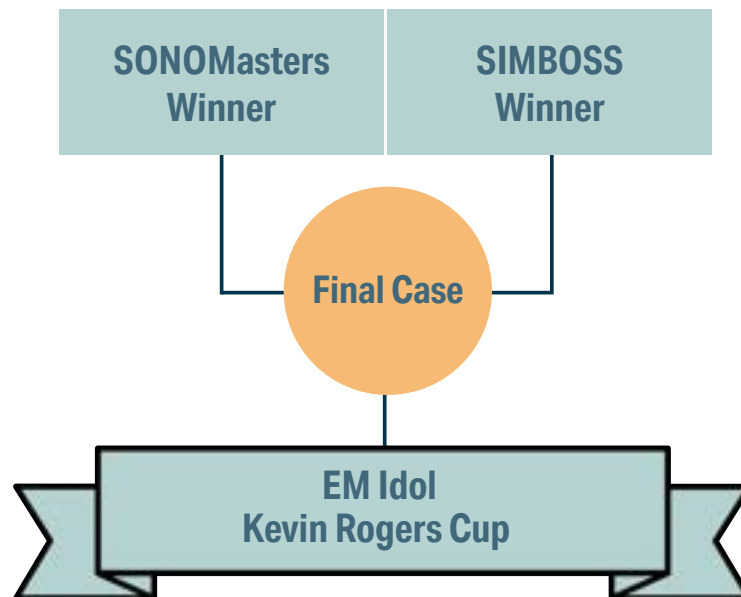 SONOMasters
Winner
SIMBOSS
Winner
Final Case
EM Idol
Kevin Rogers Cup